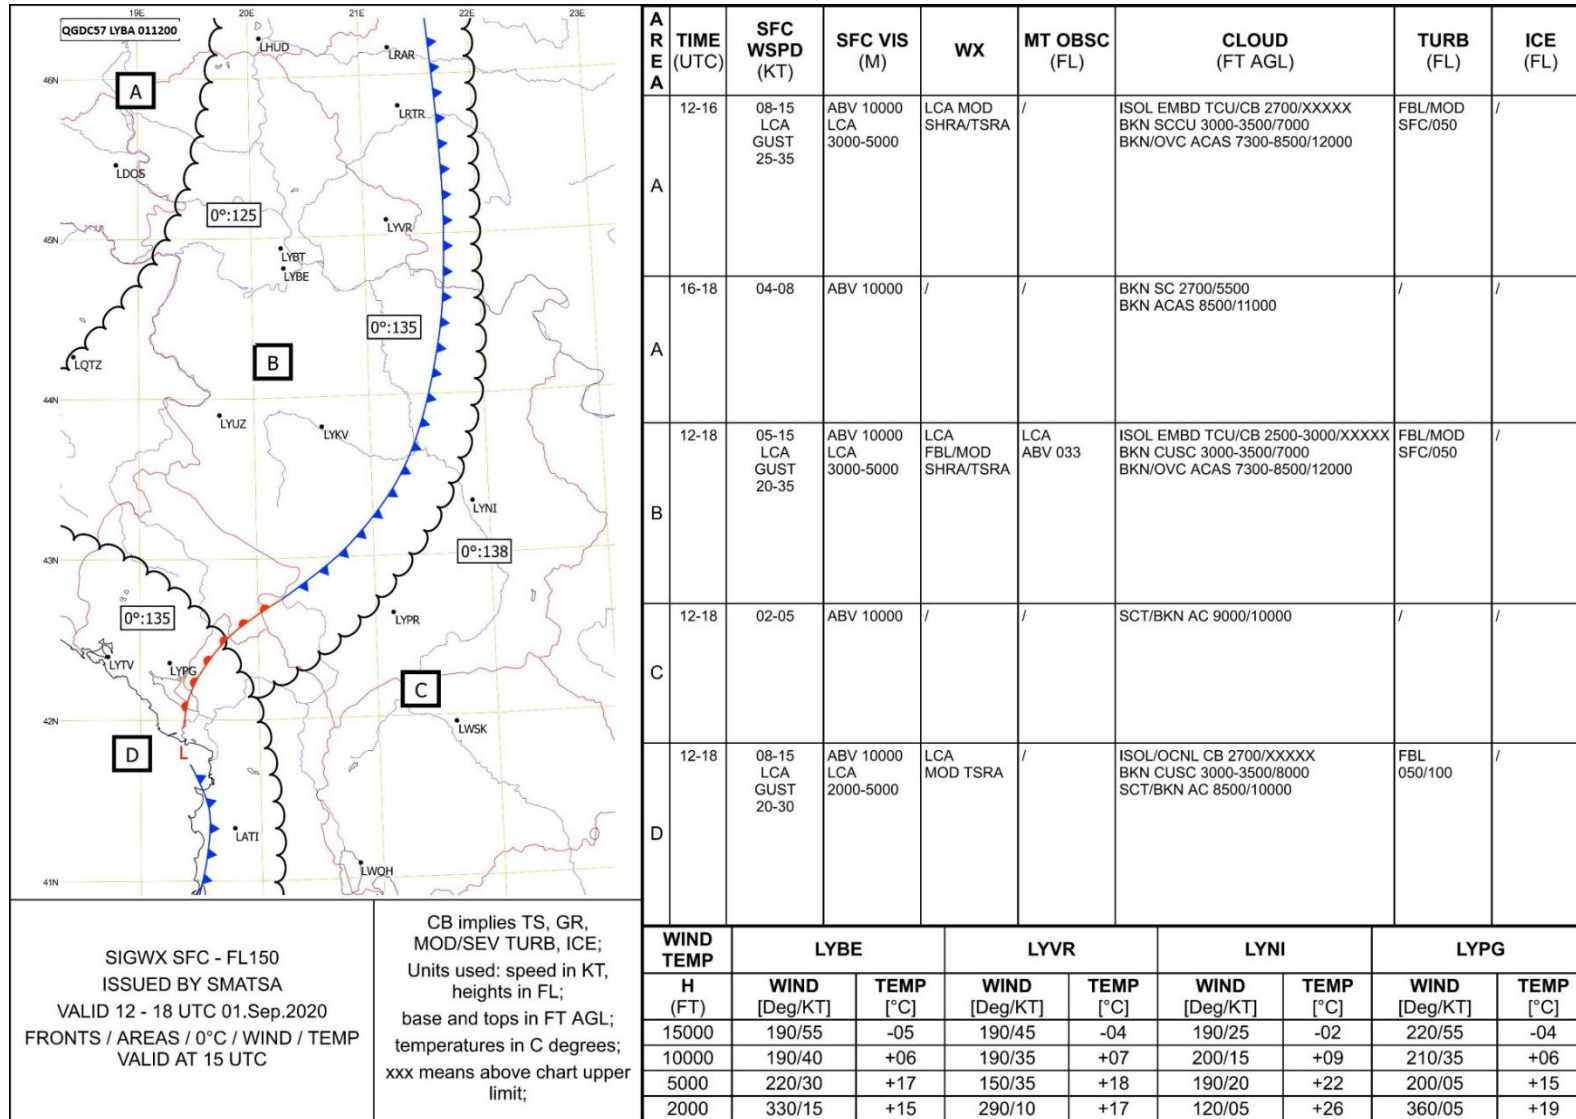 QGDC57 LYBA 011200
19E 20E 21E 22E 23E
46N
45N
44N
43N
42N
41N
A
B
C
D
LHUD
LRAR
LRTR
LDOS
0°:125
LYVR
LYBT
LYBE
0°:135
LQTZ
LYUZ
LYKV
LYNI
0°:138
0°:135
LYPR
LYTV
LYPG
LWSK
L
LATI
LWOH
AREA
TIME
(UTC)
SFC
WSPD
(KT)
SFC VIS
(M)
WX
MT OBSC
(FL)
CLOUD
(FT AGL)
TURB
(FL)
ICE
(FL)
A
12-16
08-15
LCA
GUST
25-35
ABV 10000
LCA
3000-5000
LCA MOD
SHRA/TSRA
/
ISOL EMBD TCU/CB 2700/XXXXX
BKN SCCU 3000-3500/7000
BKN/OVC ACAS 7300-8500/12000
FBL/MOD
SFC/050
/
A
16-18
04-08
ABV 10000
/
/
BKN SC 2700/5500
BKN ACAS 8500/11000
/
/
B
12-18
05-15
LCA
GUST
20-35
ABV 10000
LCA
3000-5000
LCA
FBL/MOD
SHRA/TSRA
LCA
ABV 033
ISOL EMBD TCU/CB 2500-3000/XXXXX
BKN CUSC 3000-3500/7000
BKN/OVC ACAS 7300-8500/12000
FBL/MOD
SFC/050
/
C
12-18
02-05
ABV 10000
/
/
SCT/BKN AC 9000/10000
/
/
D
12-18
08-15
LCA
GUST
20-30
ABV 10000
LCA
2000-5000
LCA
MOD TSRA
/
ISOL/OCNL CB 2700/XXXXX
BKN CUSC 3000-3500/8000
SCT/BKN AC 8500/10000
FBL
050/100
/
SIGWX SFC - FL150
ISSUED BY SMATSA
VALID 12 - 18 UTC 01.Sep.2020
FRONTS / AREAS / 0°C / WIND / TEMP
VALID AT 15 UTC
CB implies TS, GR,
MOD/SEV TURB, ICE;
Units used: speed in KT,
heights in FL;
base and tops in FT AGL;
temperatures in C degrees;
xxx means above chart upper
limit;
WIND
TEMP
LYBE LYVR LYNI LYPG
H
(FT)
WIND TEMP WIND TEMP WIND TEMP WIND TEMP
[Deg/KT] [°C] [Deg/KT] [°C] [Deg/KT] [°C] [Deg/KT] [°C]
15000 190/55 -05 190/45 -04 190/25 -02 220/55 -04
10000 190/40 +06 190/35 +07 200/15 +09 210/35 +06
5000 220/30 +17 150/35 +18 190/20 +22 200/05 +15
2000 330/15 +15 290/10 +17 120/05 +26 360/05 +19